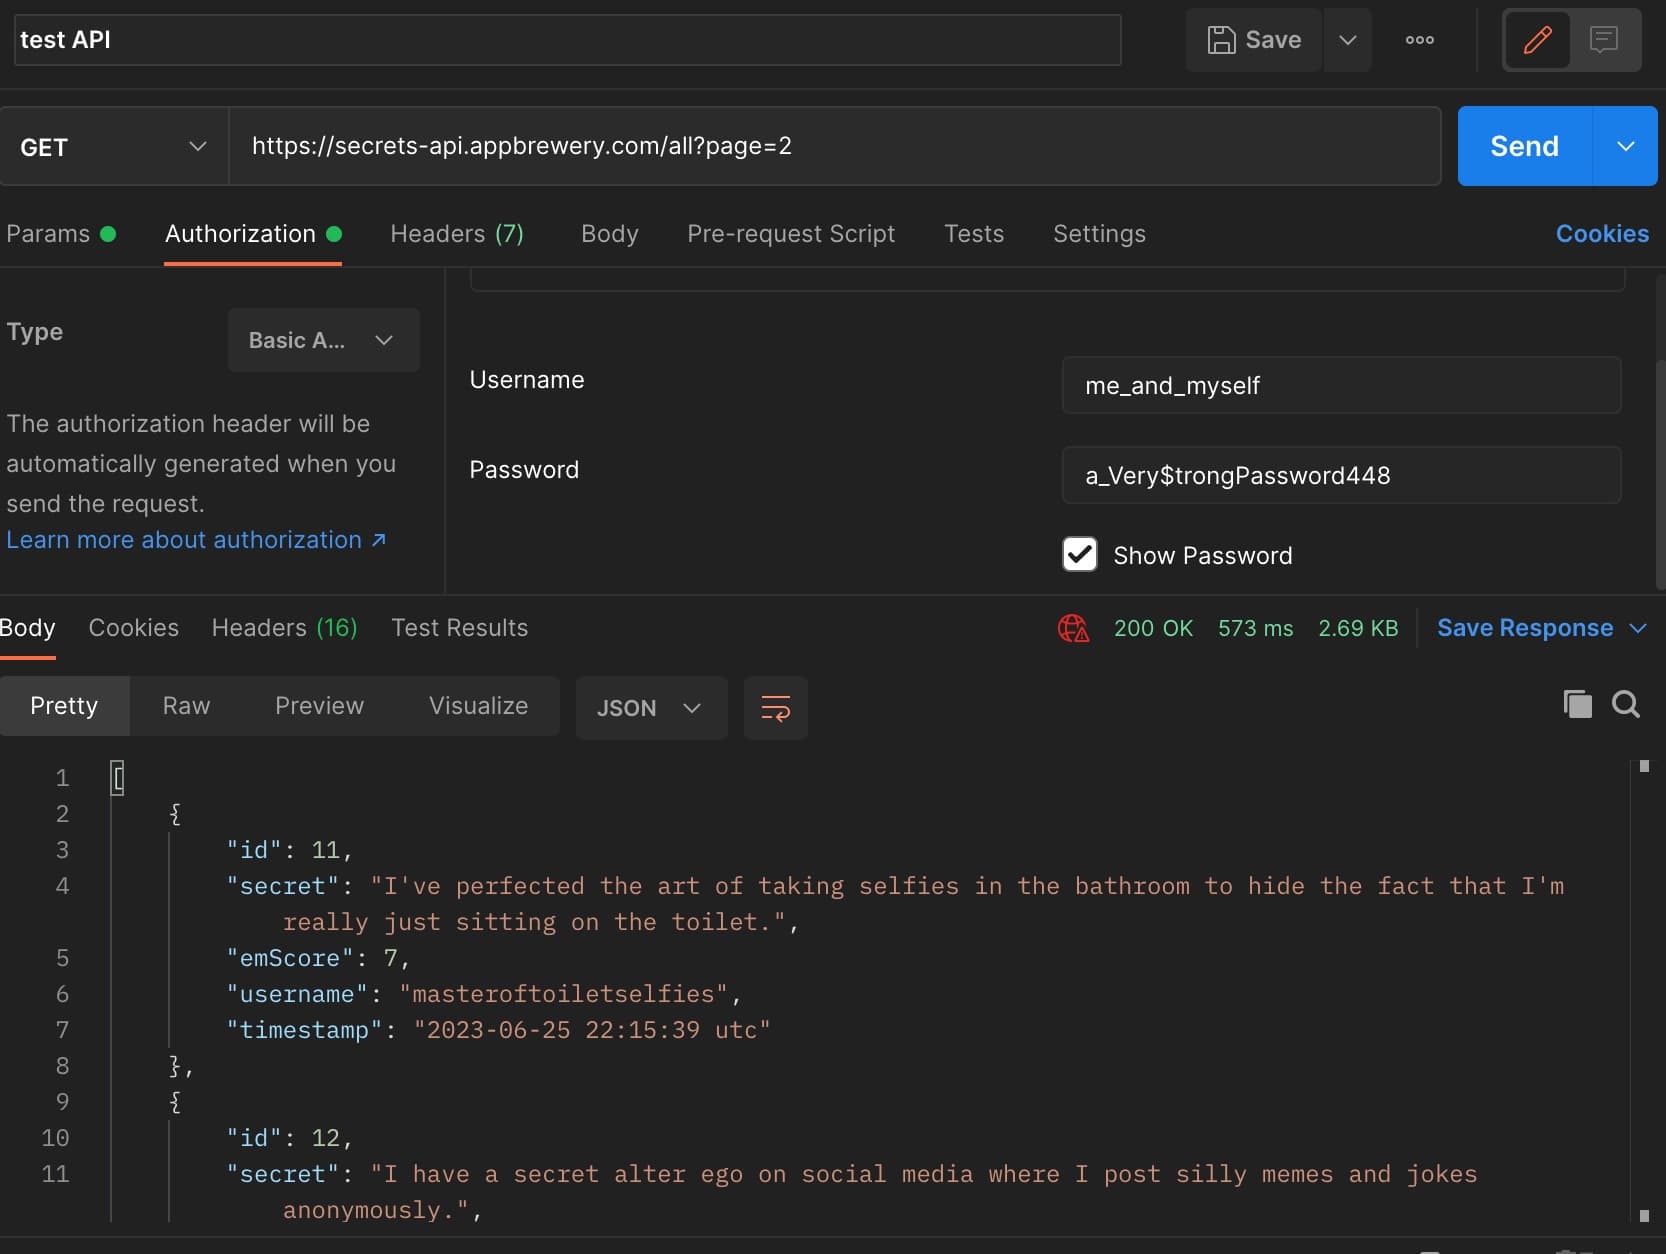 test API
Save
GET
https://secrets-api.appbrewery.com/all?page=2
Send
Params
Authorization
Headers (7)
Body
Pre-request Script
Tests
Settings
Cookies
Type
Basic A...
The authorization header will be
automatically generated when you
send the request.
Learn more about authorization ↗
Username
me_and_myself
Password
a_Very$trongPassword448
Show Password
Body
Cookies
Headers (16)
Test Results
200 OK
573 ms
2.69 KB
Save Response
Pretty
Raw
Preview
Visualize
JSON
1 [
2 {
3 "id": 11,
4 "secret": "I've perfected the art of taking selfies in the bathroom to hide the fact that I'm
really just sitting on the toilet.",
5 "emScore": 7,
6 "username": "masteroftoiletselfies",
7 "timestamp": "2023-06-25 22:15:39 utc"
8 },
9 {
10 "id": 12,
11 "secret": "I have a secret alter ego on social media where I post silly memes and jokes
anonymously.",